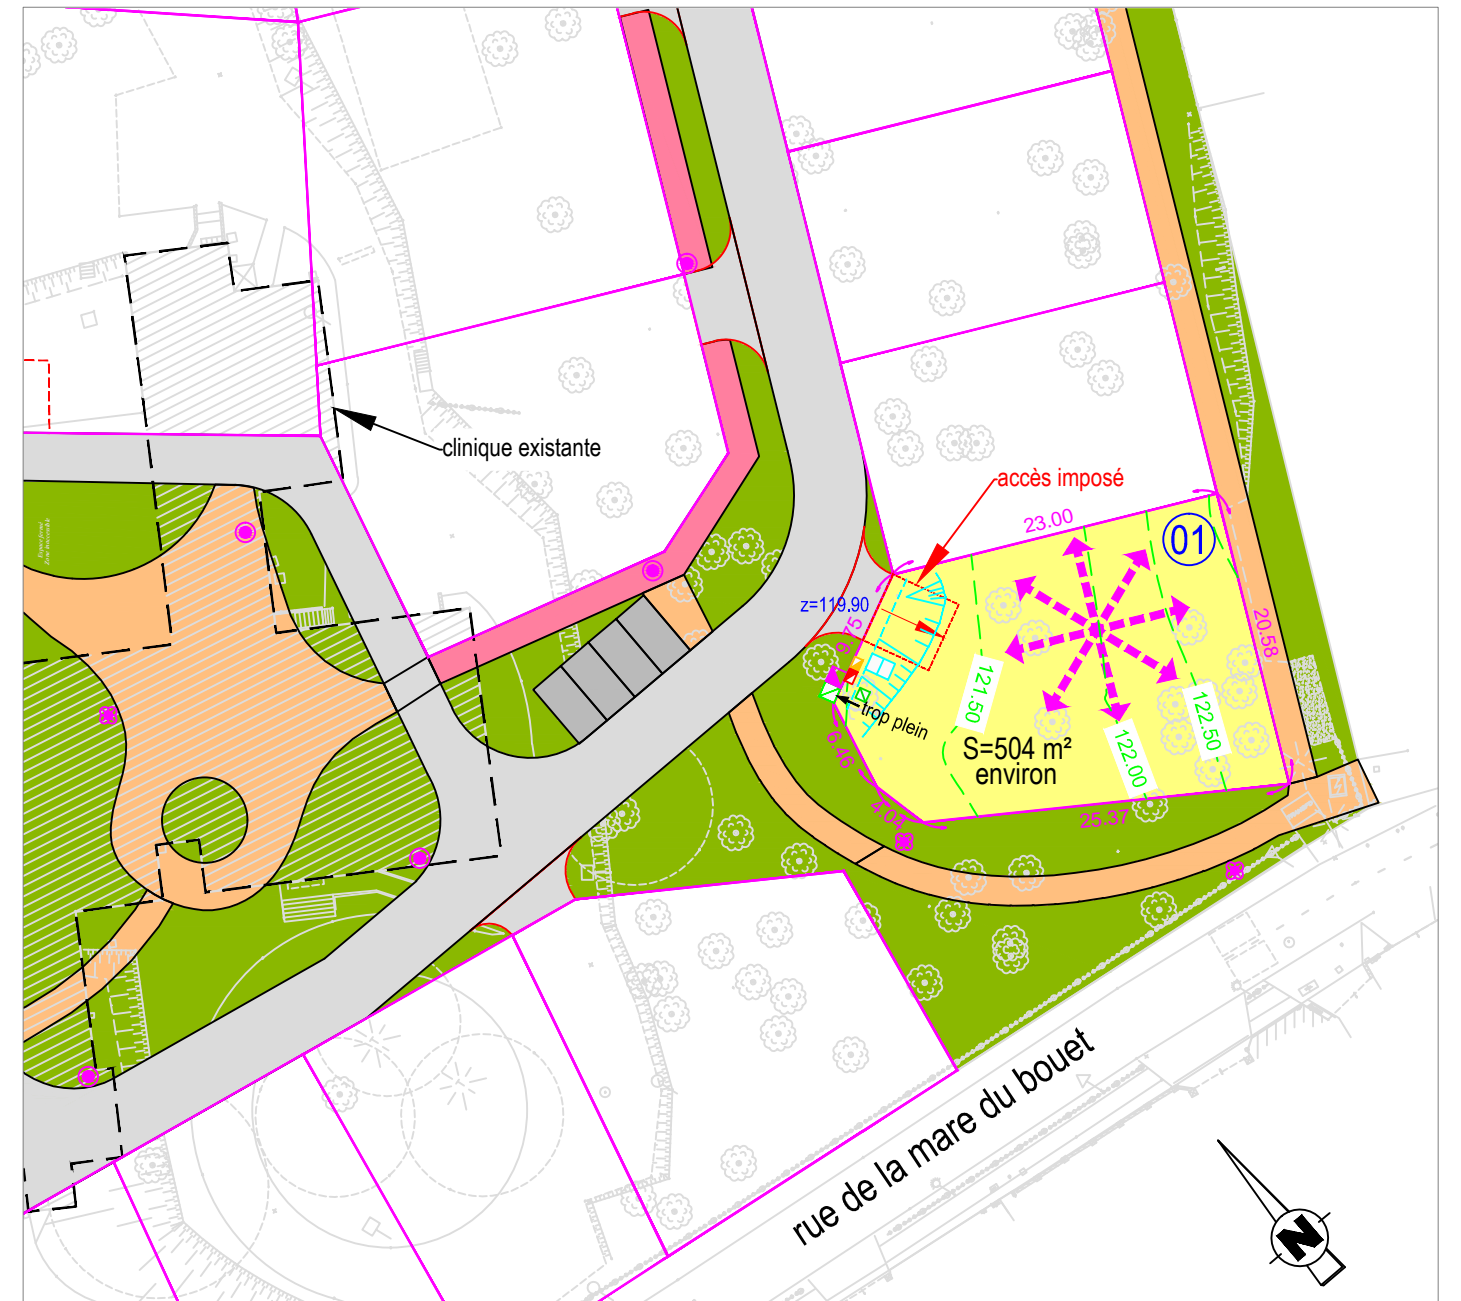 clinique existante
accès imposé
23.00
01
z=119.90
9.75
20.58
121.50
trop plein
122.50
6.46
S=504 m²
environ
122.00
4.04
25.37
rue de la mare du bouet
N